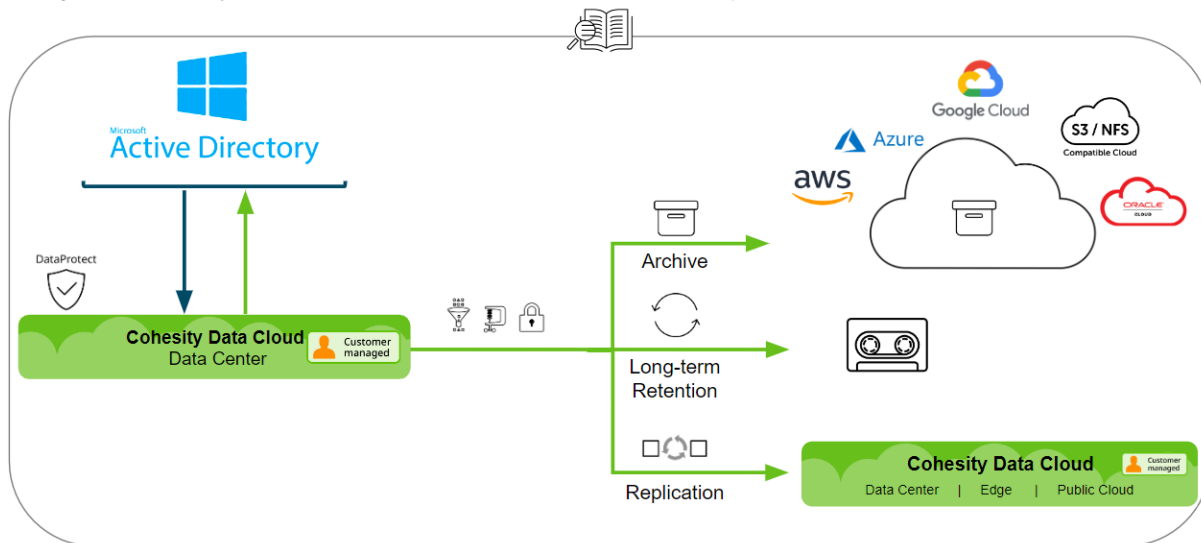 Microsoft
Active Directory
DataProtect
Cohesity Data Cloud
Data Center
Customer
managed
Archive
Long-term
Retention
Replication
Google Cloud
Azure
aws
S3 / NFS
Compatible Cloud
ORACLE
CLOUD
Cohesity Data Cloud
Customer
managed
Data Center | Edge | Public Cloud